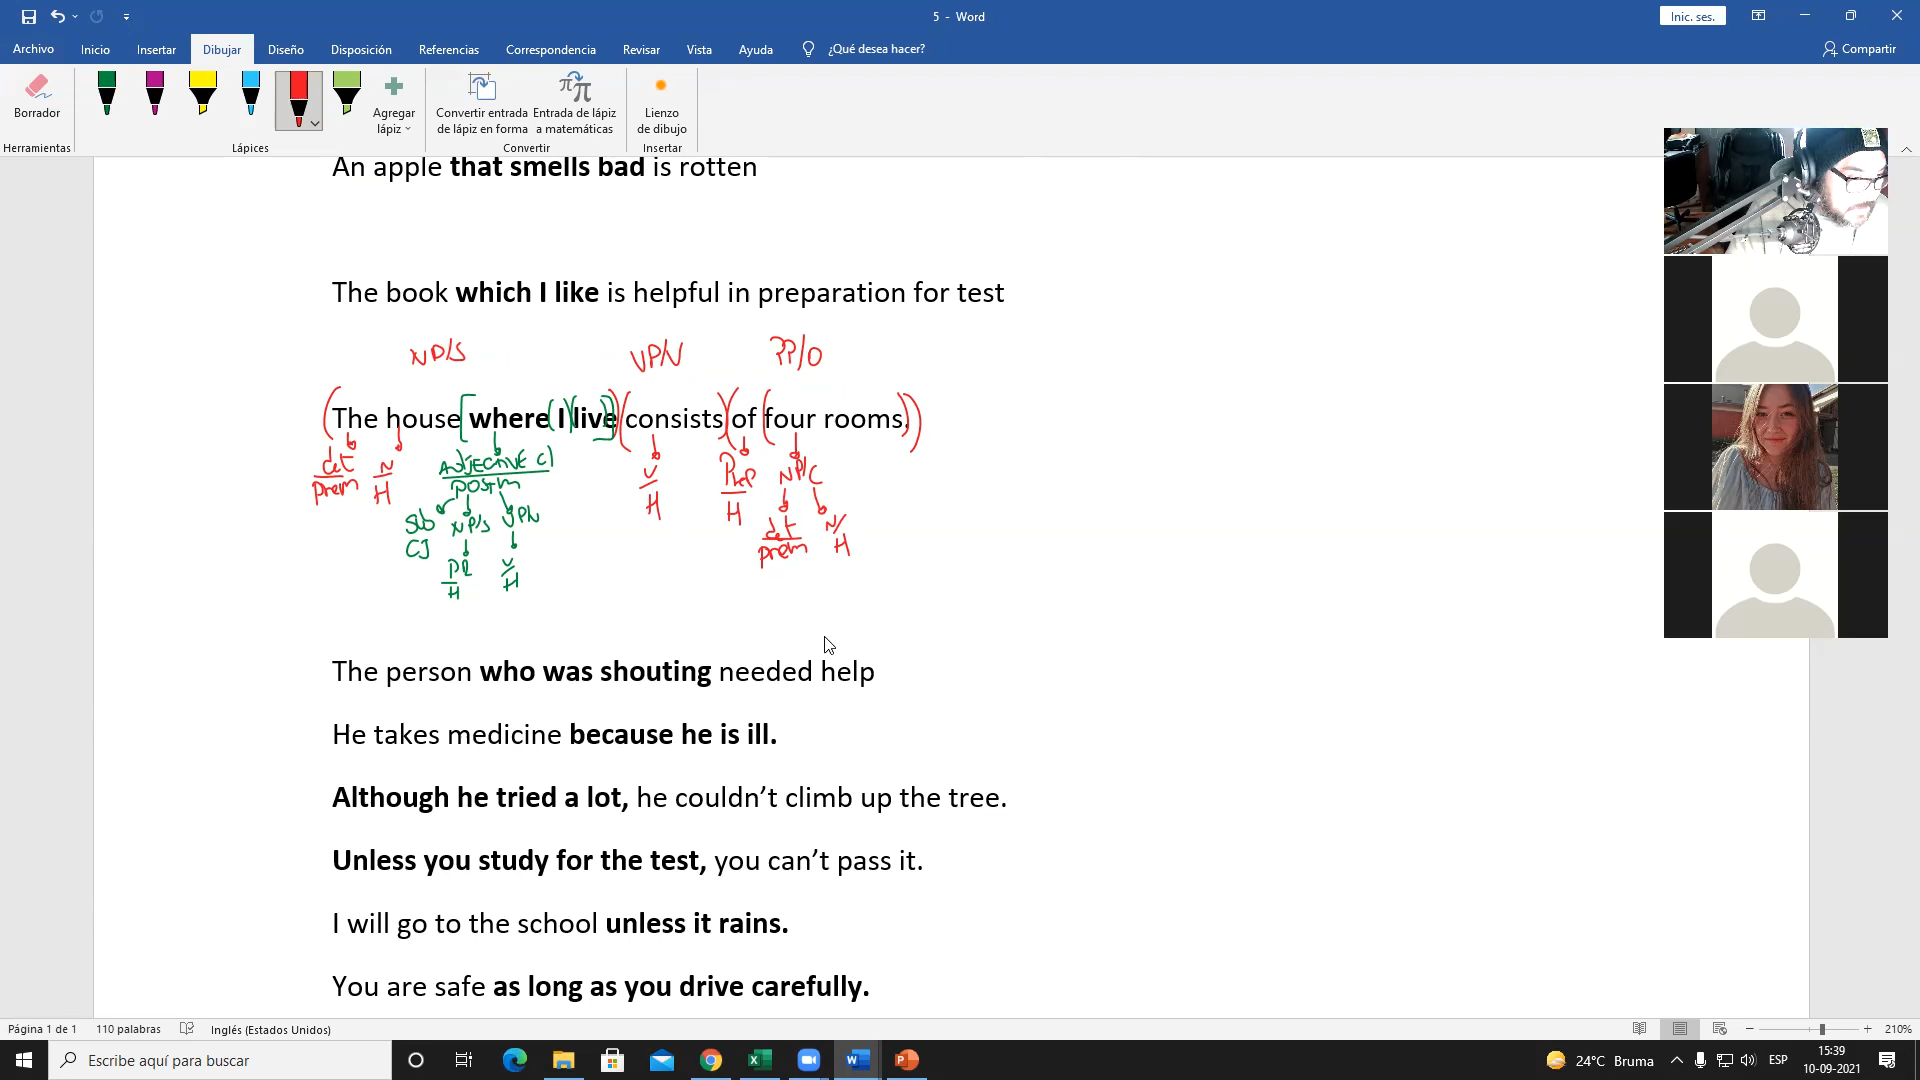 5 - Word
Inic. ses.
Archivo Inicio Insertar Dibujar Diseño Disposición Referencias Correspondencia Revisar Vista Ayuda ¿Qué desea hacer? Compartir
Borrador
Agregar lápiz
Convertir entrada de lápiz en forma
Entrada de lápiz a matemáticas
Lienzo de dibujo
Herramientas Lápices Convertir Insertar
An apple that smells bad is rotten
The book which I like is helpful in preparation for test
NP/S VP/V PP/O
(The house [where (I)(live)])(consists)(of (four rooms.))
det Prem N H ADJECTIVE Cl POSTM V H PREP H NP/C
Sub CJ NP/S VP/V det Prem N/H
PR H V H
The person who was shouting needed help
He takes medicine because he is ill.
Although he tried a lot, he couldn't climb up the tree.
Unless you study for the test, you can't pass it.
I will go to the school unless it rains.
You are safe as long as you drive carefully.
Página 1 de 1 110 palabras Inglés (Estados Unidos) 210%
Escribe aquí para buscar 24°C Bruma ESP 15:39
10-09-2021